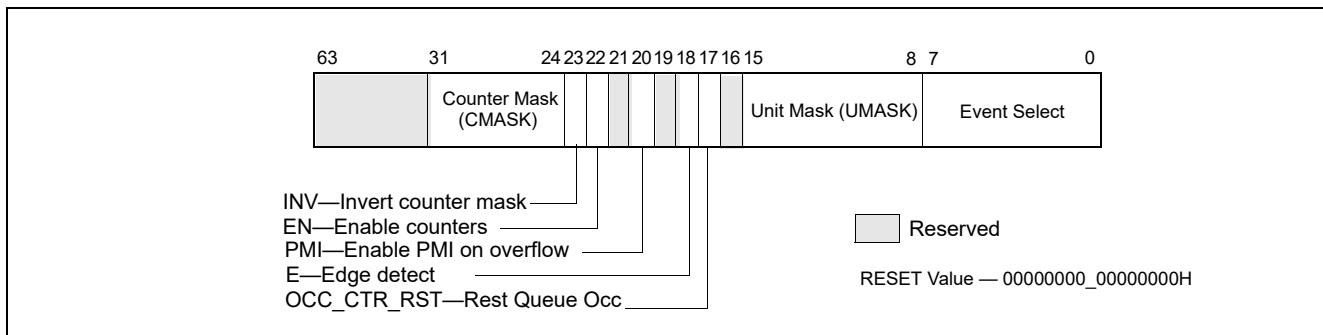 63 31 24 23 22 21 20 19 18 17 16 15 8 7 0
Counter Mask
(CMASK)
Unit Mask (UMASK)
Event Select
INV—Invert counter mask
EN—Enable counters
PMI—Enable PMI on overflow
E—Edge detect
OCC_CTR_RST—Rest Queue Occ
Reserved
RESET Value — 00000000_00000000H